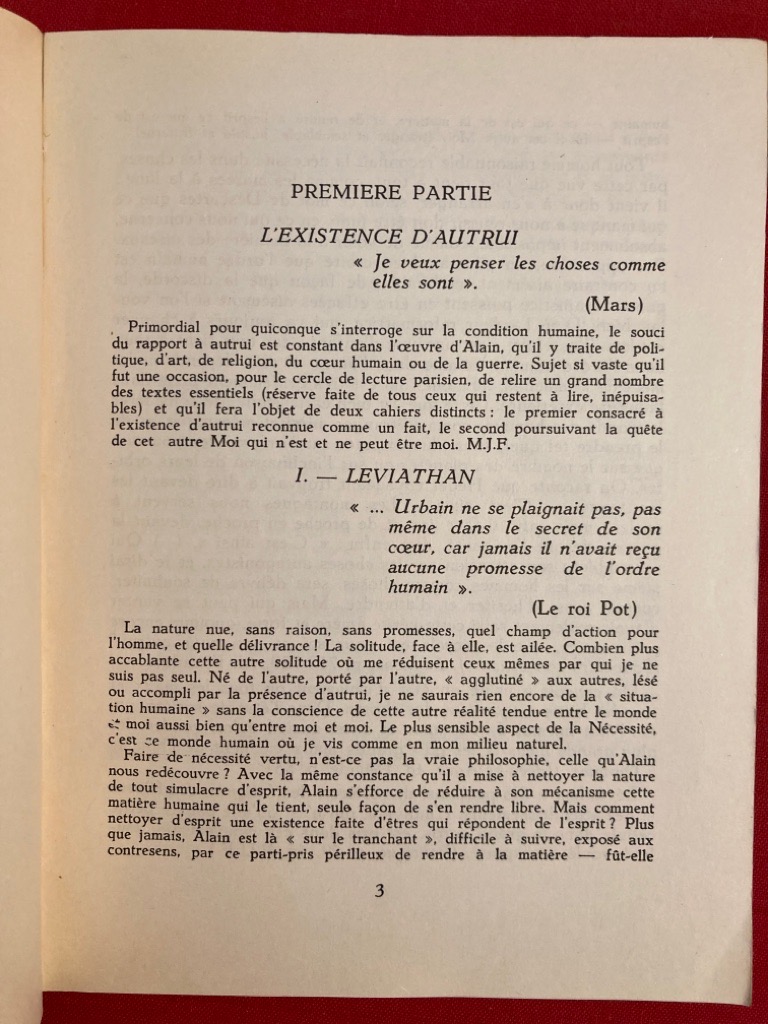 PREMIERE PARTIE
L'EXISTENCE D'AUTRUI
« Je veux penser les choses comme
elles sont ».
(Mars)
Primordial pour quiconque s'interroge sur la condition humaine, le souci
du rapport à autrui est constant dans l'œuvre d'Alain, qu'il y traite de poli-
tique, d'art, de religion, du cœur humain ou de la guerre. Sujet si vaste qu'il
fut une occasion, pour le cercle de lecture parisien, de relire un grand nombre
des textes essentiels (réserve faite de tous ceux qui restent à lire, inépuisa-
bles) et qu'il fera l'objet de deux cahiers distincts : le premier consacré à
l'existence d'autrui reconnue comme un fait, le second poursuivant la quête
de cet autre Moi qui n'est et ne peut être moi. M.J.F.
I. — LEVIATHAN
« ... Urbain ne se plaignait pas, pas
même dans le secret de son
cœur, car jamais il n'avait reçu
aucune promesse de l'ordre
humain ».
(Le roi Pot)
La nature nue, sans raison, sans promesses, quel champ d'action pour
l'homme, et quelle délivrance ! La solitude, face à elle, est ailée. Combien plus
accablante cette autre solitude où me réduisent ceux mêmes par qui je ne
suis pas seul. Né de l'autre, porté par l'autre, « agglutiné » aux autres, lésé
ou accompli par la présence d'autrui, je ne saurais rien encore de la « situa-
tion humaine » sans la conscience de cette autre réalité tendue entre le monde
et moi aussi bien qu'entre moi et moi. Le plus sensible aspect de la Nécessité,
c'est ce monde humain où je vis comme en mon milieu naturel.
Faire de nécessité vertu, n'est-ce pas la vraie philosophie, celle qu'Alain
nous redécouvre ? Avec la même constance qu'il a mise à nettoyer la nature
de tout simulacre d'esprit, Alain s'efforce de réduire à son mécanisme cette
matière humaine qui le tient, seule façon de s'en rendre libre. Mais comment
nettoyer d'esprit une existence faite d'êtres qui répondent de l'esprit ? Plus
que jamais, Alain est là « sur le tranchant », difficile à suivre, exposé aux
contresens, par ce parti-pris périlleux de rendre à la matière — fût-elle
3